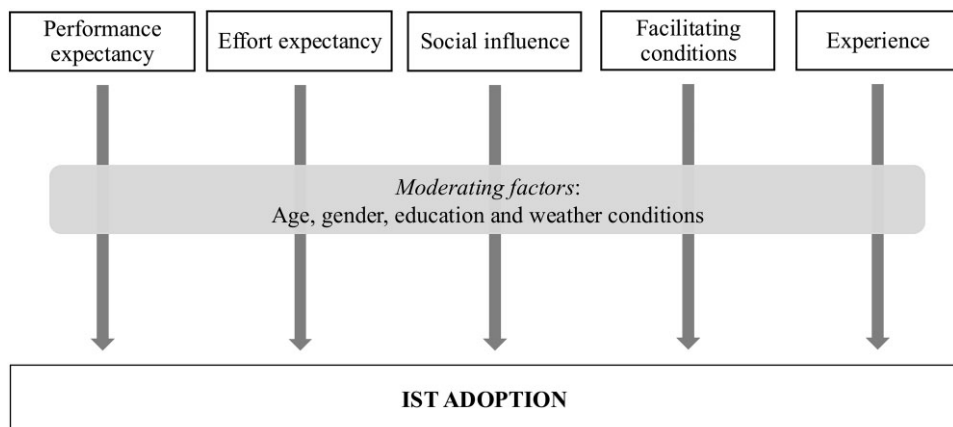 Performance
expectancy
Effort expectancy
Social influence
Facilitating
conditions
Experience
Moderating factors:
Age, gender, education and weather conditions
IST ADOPTION